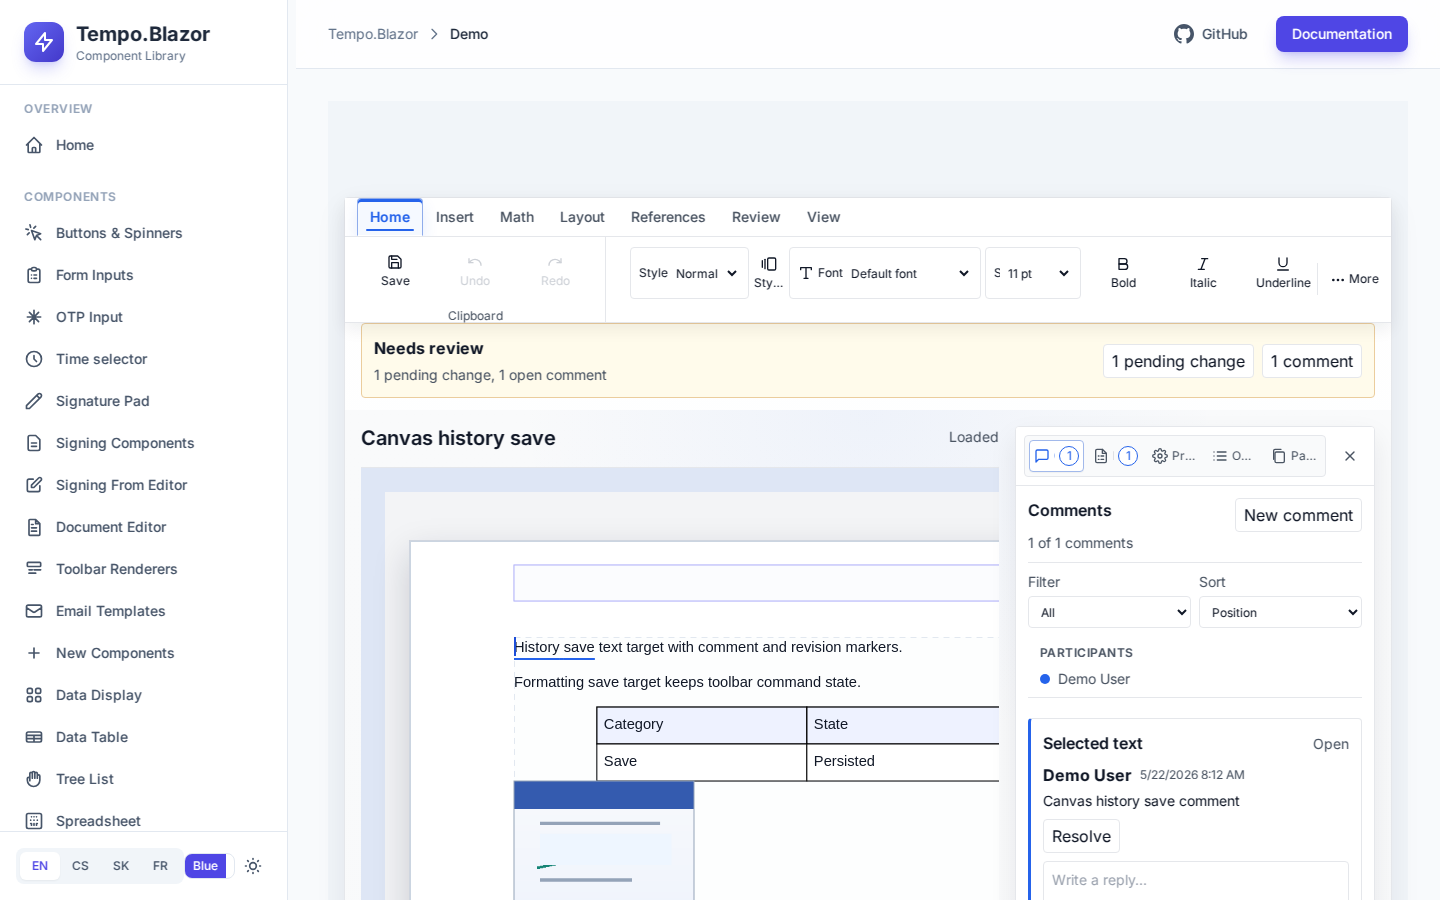 Tempo.Blazor
Component Library
OVERVIEW
Home
COMPONENTS
Buttons & Spinners
Form Inputs
OTP Input
Time selector
Signature Pad
Signing Components
Signing From Editor
Document Editor
Toolbar Renderers
Email Templates
New Components
Data Display
Data Table
Tree List
Spreadsheet
EN CS SK FR Blue
Tempo.Blazor > Demo
GitHub
Documentation
Home Insert Math Layout References Review View
Save Undo Redo
Clipboard
Style Normal
Sty...
Font Default font
S 11 pt
Bold Italic Underline
... More
Needs review
1 pending change, 1 open comment
1 pending change 1 comment
Canvas history save
Loaded
History save text target with comment and revision markers.
Formatting save target keeps toolbar command state.
Category State
Save Persisted
1 1 Pr... O... Pa...
Comments
New comment
1 of 1 comments
Filter Sort
All Position
PARTICIPANTS
Demo User
Selected text Open
Demo User 5/22/2026 8:12 AM
Canvas history save comment
Resolve
Write a reply...